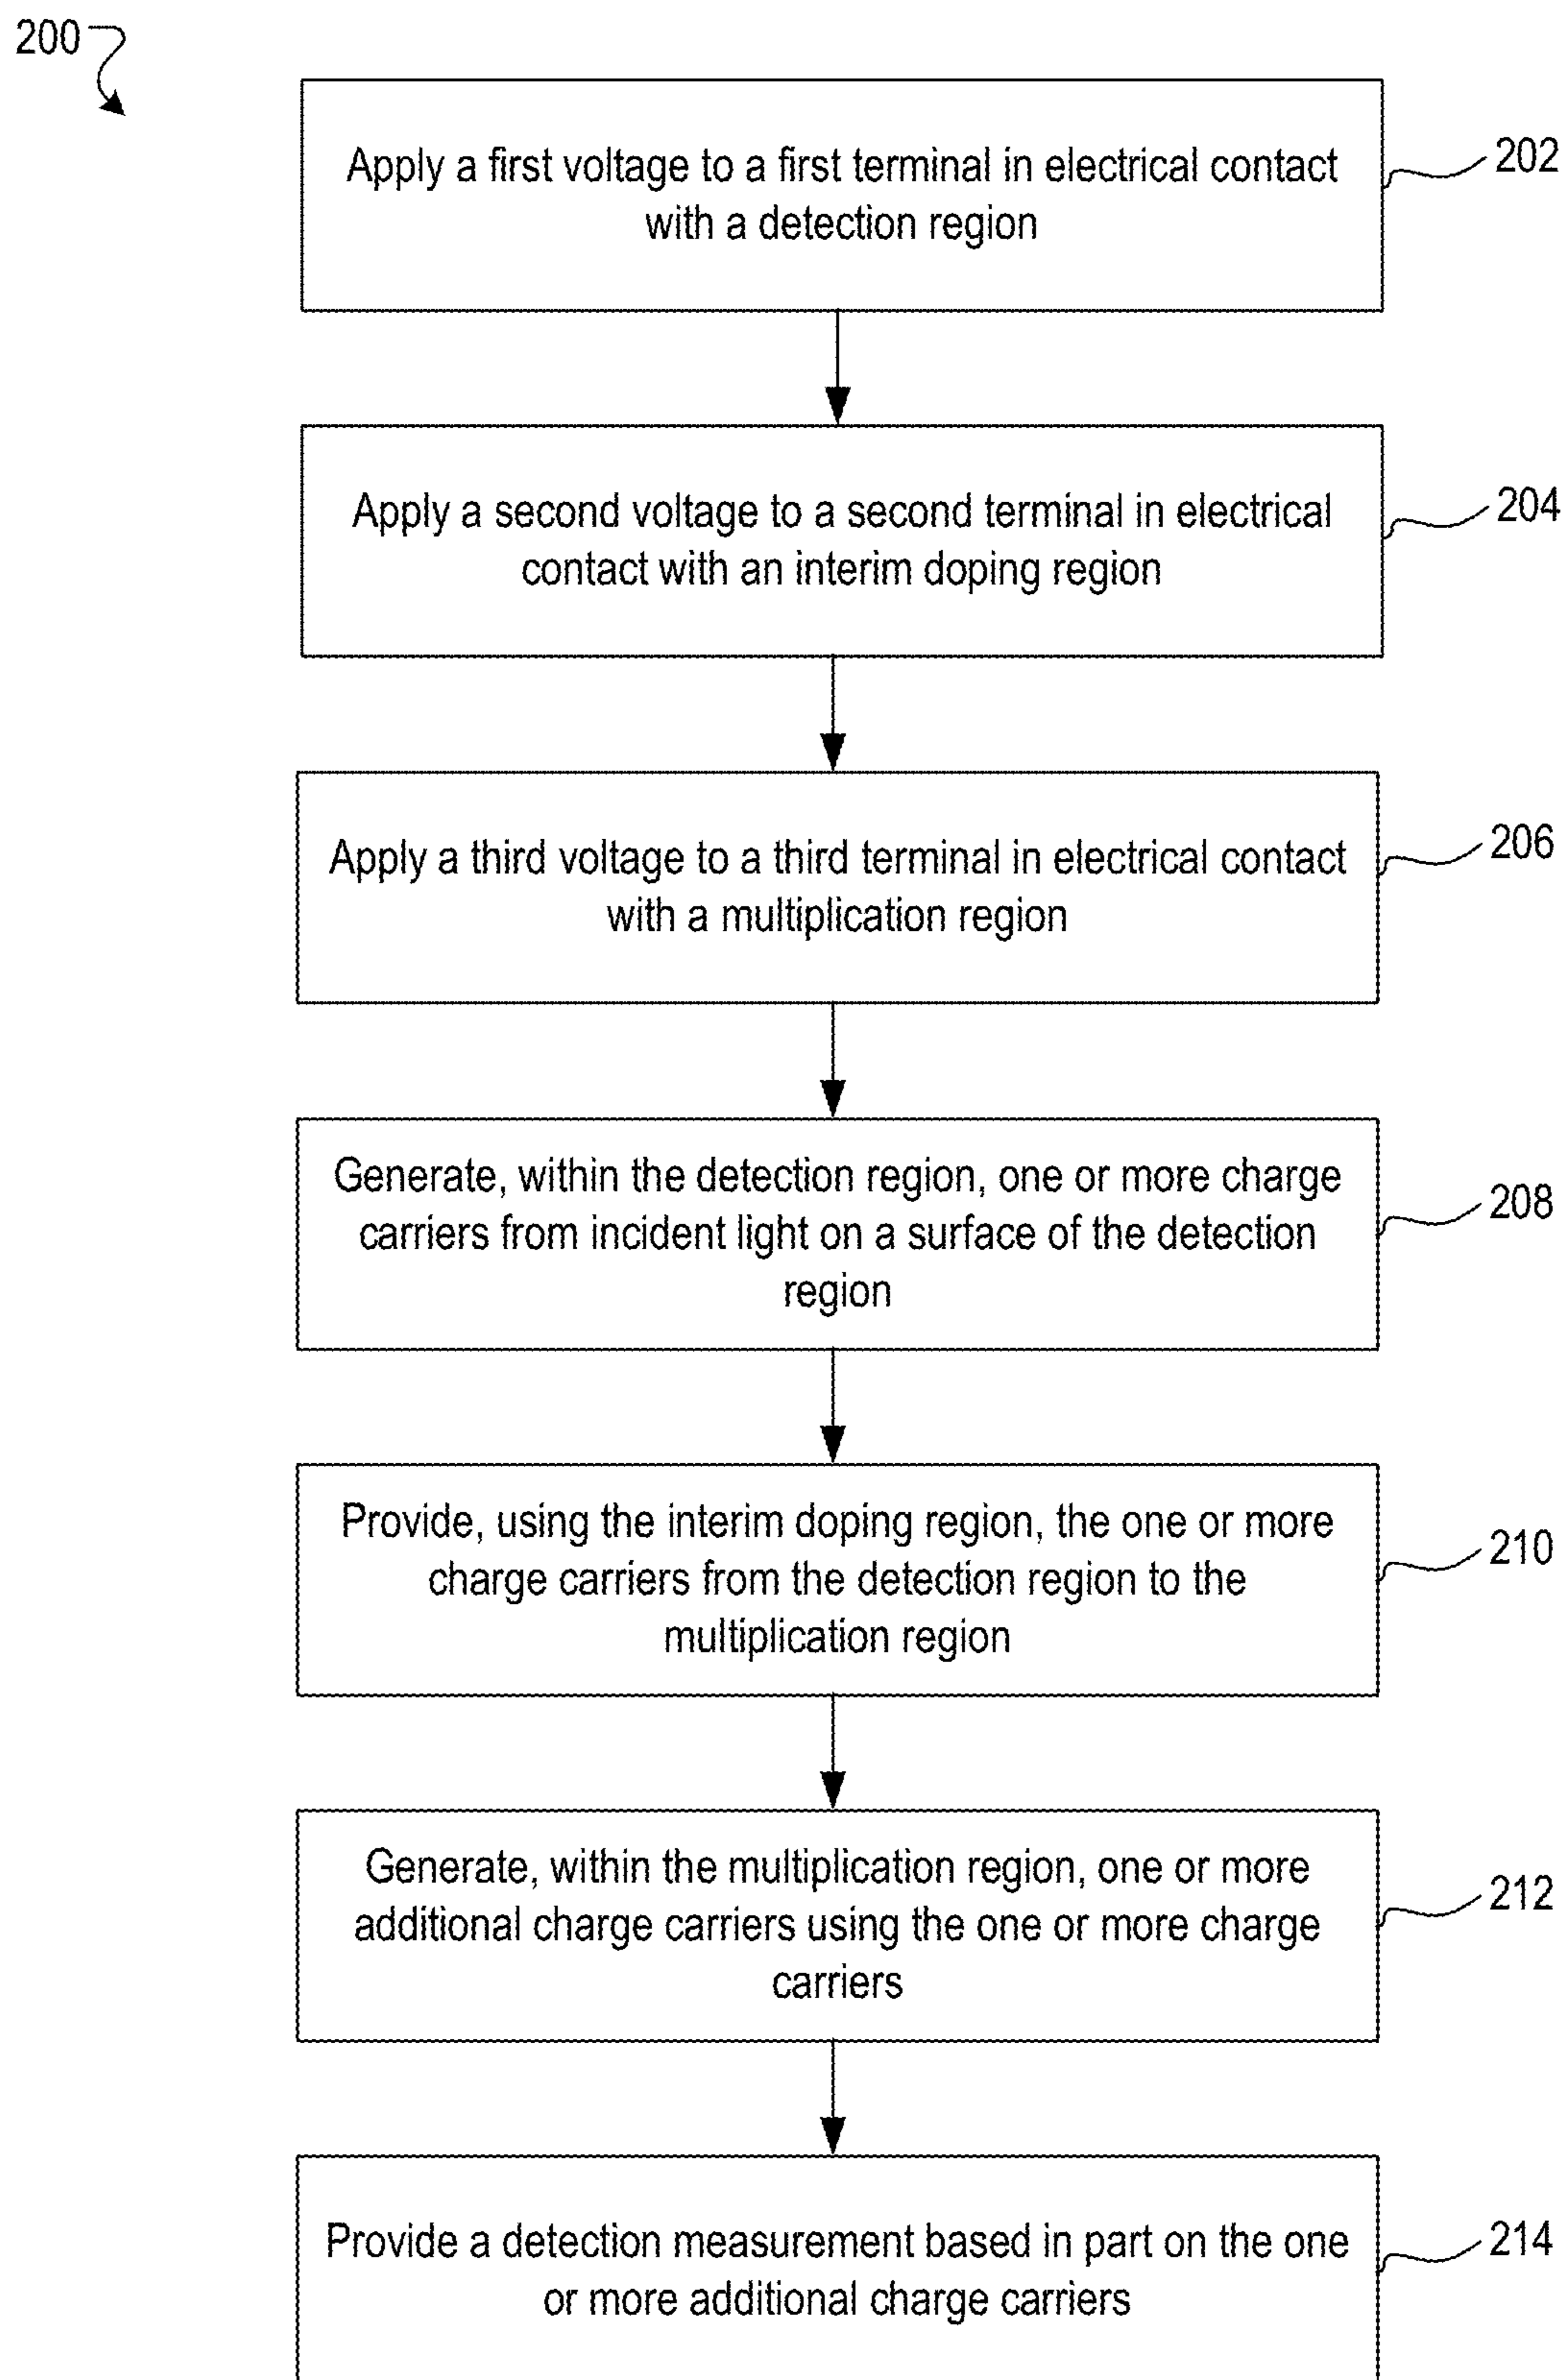 200
Apply a first voltage to a first terminal in electrical contact
with a detection region
202
Apply a second voltage to a second terminal in electrical
contact with an interim doping region
204
Apply a third voltage to a third terminal in electrical contact
with a multiplication region
206
Generate, within the detection region, one or more charge
carriers from incident light on a surface of the detection
region
208
Provide, using the interim doping region, the one or more
charge carriers from the detection region to the
multiplication region
210
Generate, within the multiplication region, one or more
additional charge carriers using the one or more charge
carriers
212
Provide a detection measurement based in part on the one
or more additional charge carriers
214